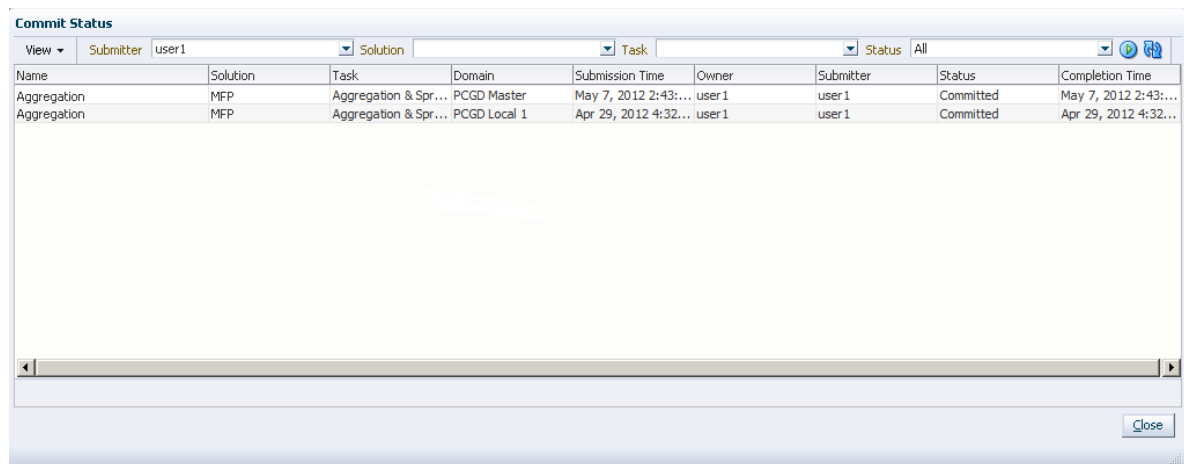 Commit Status
View Submitter user1 Solution Task Status All
Name Solution Task Domain Submission Time Owner Submitter Status Completion Time
Aggregation MFP Aggregation & Spr... PCGD Master May 7, 2012 2:43:... user1 user1 Committed May 7, 2012 2:43:...
Aggregation MFP Aggregation & Spr... PCGD Local 1 Apr 29, 2012 4:32... user1 user1 Committed Apr 29, 2012 4:32...
Close